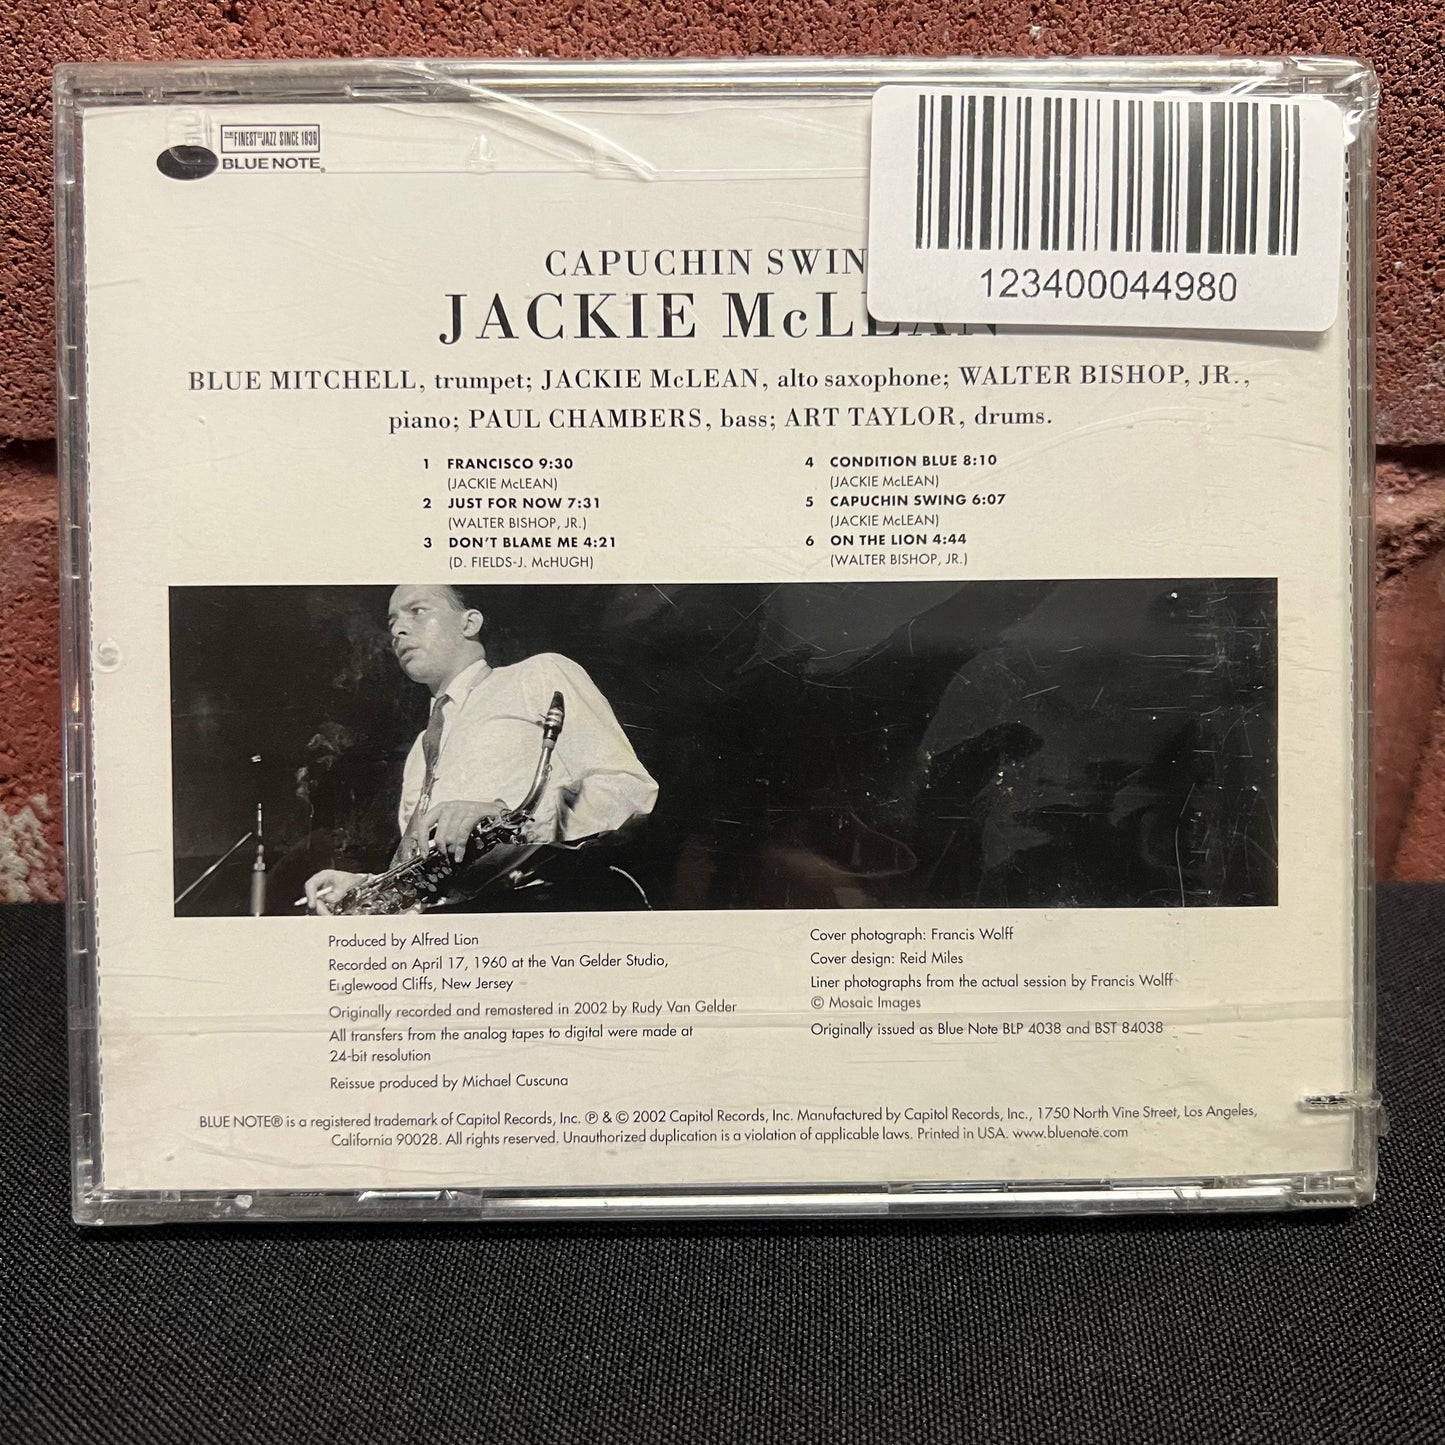 THE FINEST IN JAZZ SINCE 1939
BLUE NOTE®
123400044980
CAPUCHIN SWIN
JACKIE McLEAN
BLUE MITCHELL, trumpet; JACKIE McLEAN, alto saxophone; WALTER BISHOP, JR.,
piano; PAUL CHAMBERS, bass; ART TAYLOR, drums.
1 FRANCISCO 9:30
(JACKIE McLEAN)
2 JUST FOR NOW 7:31
(WALTER BISHOP, JR.)
3 DON'T BLAME ME 4:21
(D. FIELDS-J. McHUGH)
4 CONDITION BLUE 8:10
(JACKIE McLEAN)
5 CAPUCHIN SWING 6:07
(JACKIE McLEAN)
6 ON THE LION 4:44
(WALTER BISHOP, JR.)
Produced by Alfred Lion
Recorded on April 17, 1960 at the Van Gelder Studio,
Englewood Cliffs, New Jersey
Originally recorded and remastered in 2002 by Rudy Van Gelder
All transfers from the analog tapes to digital were made at
24-bit resolution
Reissue produced by Michael Cuscuna
Cover photograph: Francis Wolff
Cover design: Reid Miles
Liner photographs from the actual session by Francis Wolff
© Mosaic Images
Originally issued as Blue Note BLP 4038 and BST 84038
BLUE NOTE® is a registered trademark of Capitol Records, Inc. ℗ & © 2002 Capitol Records, Inc. Manufactured by Capitol Records, Inc., 1750 North Vine Street, Los Angeles,
California 90028. All rights reserved. Unauthorized duplication is a violation of applicable laws. Printed in USA. www.bluenote.com